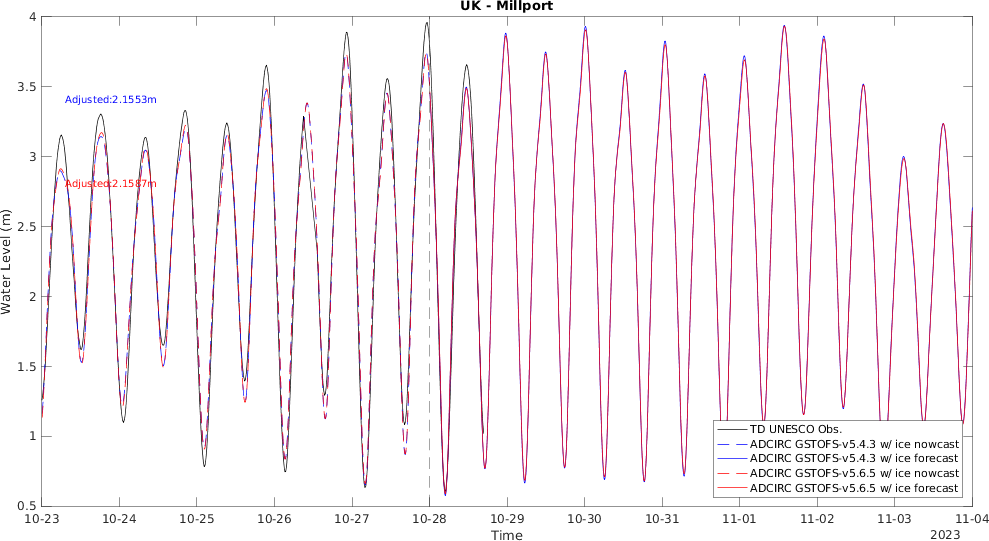 UK - Millport
Water Level (m)
4
3.5
3
2.5
2
1.5
1
0.5
Adjusted:2.1553m
Adjusted:2.1587m
TD UNESCO Obs.
ADCIRC GSTOFS-v5.4.3 w/ ice nowcast
ADCIRC GSTOFS-v5.4.3 w/ ice forecast
ADCIRC GSTOFS-v5.6.5 w/ ice nowcast
ADCIRC GSTOFS-v5.6.5 w/ ice forecast
10-23 10-24 10-25 10-26 10-27 10-28 10-29 10-30 10-31 11-01 11-02 11-03 11-04
Time
2023